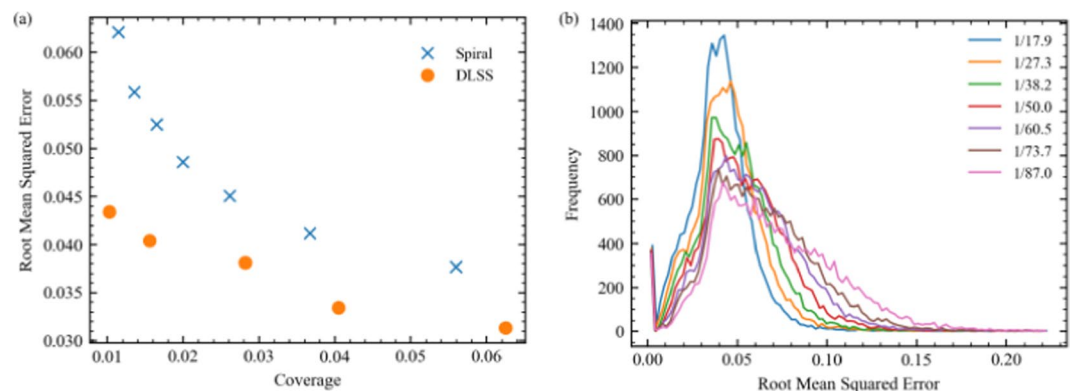 (a)
0.060
0.055
0.050
0.045
0.040
0.035
0.030
Root Mean Squared Error
0.01 0.02 0.03 0.04 0.05 0.06
Coverage
Spiral
DLSS
(b)
1400
1200
1000
800
600
400
200
0
Frequency
0.00 0.05 0.10 0.15 0.20
Root Mean Squared Error
1/17.9
1/27.3
1/38.2
1/50.0
1/60.5
1/73.7
1/87.0